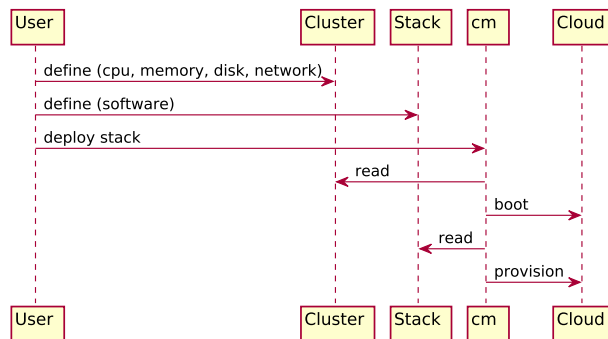 User Cluster Stack cm Cloud
define (cpu, memory, disk, network)
define (software)
deploy stack
read
boot
read
provision
User Cluster Stack cm Cloud